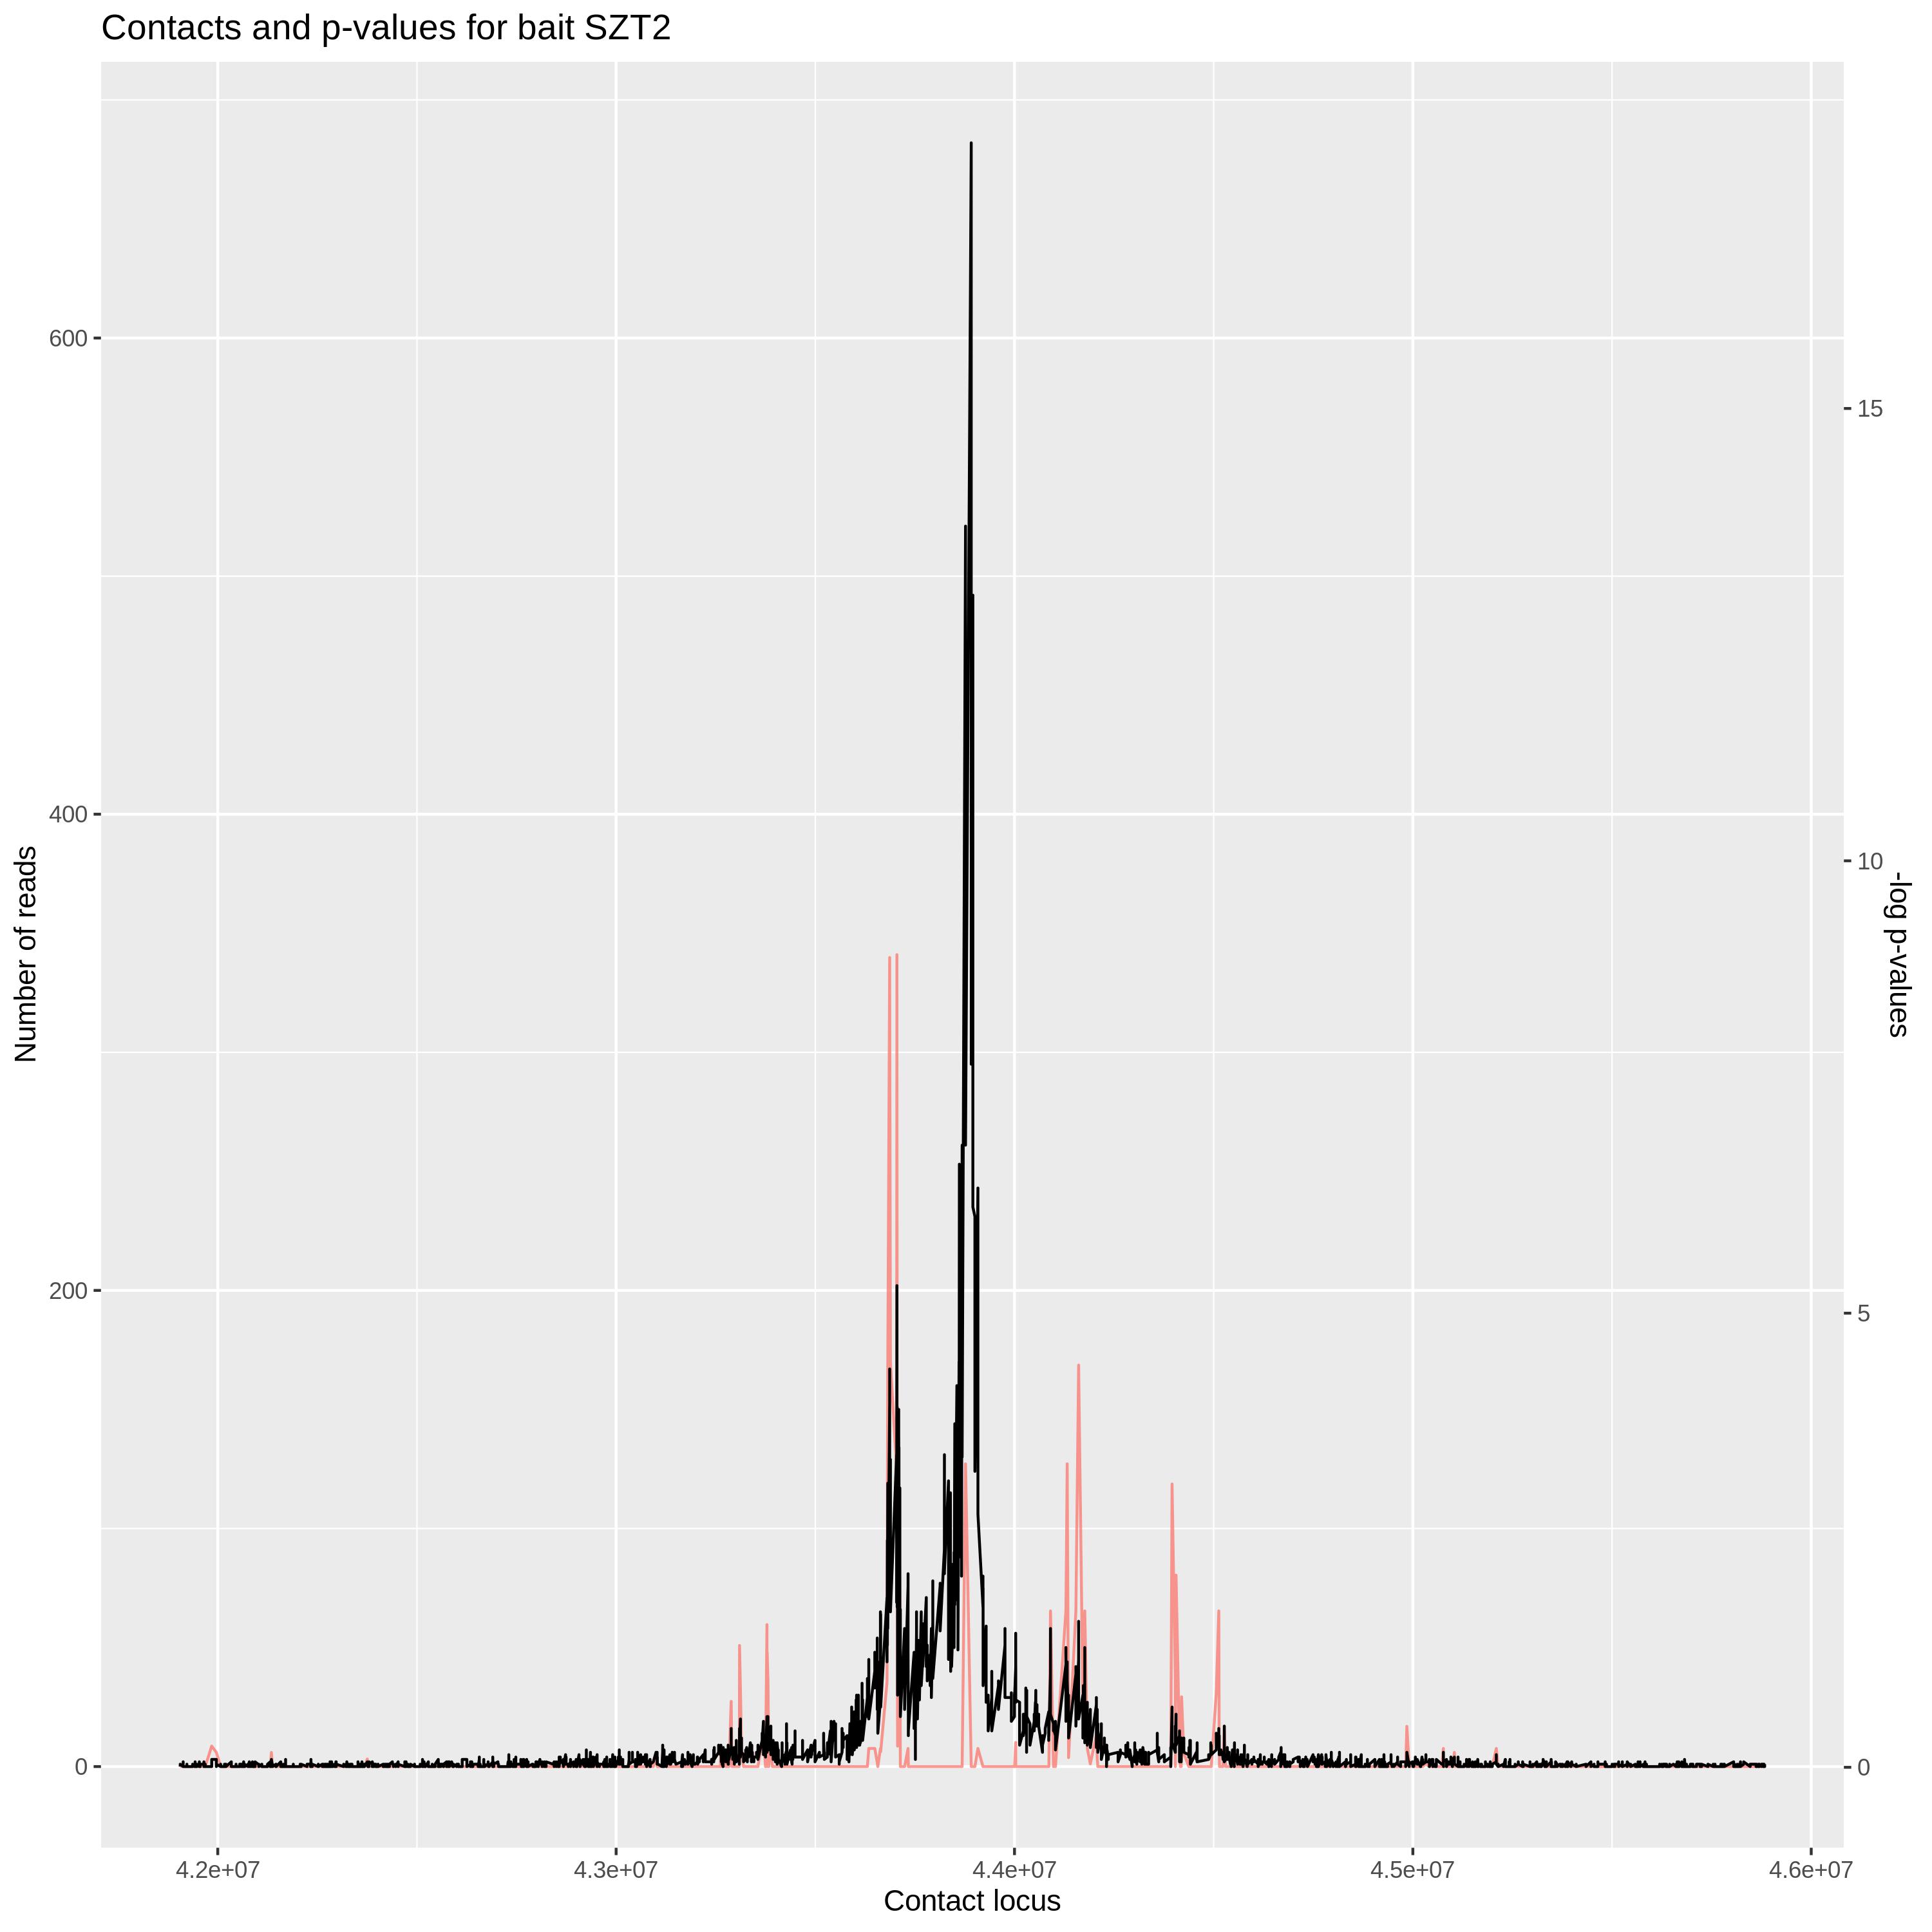 Contacts and p-values for bait SZT2
600
400
200
0
Number of reads
15
10
5
0
-log p-values
4.2e+07
4.3e+07
4.4e+07
4.5e+07
4.6e+07
Contact locus